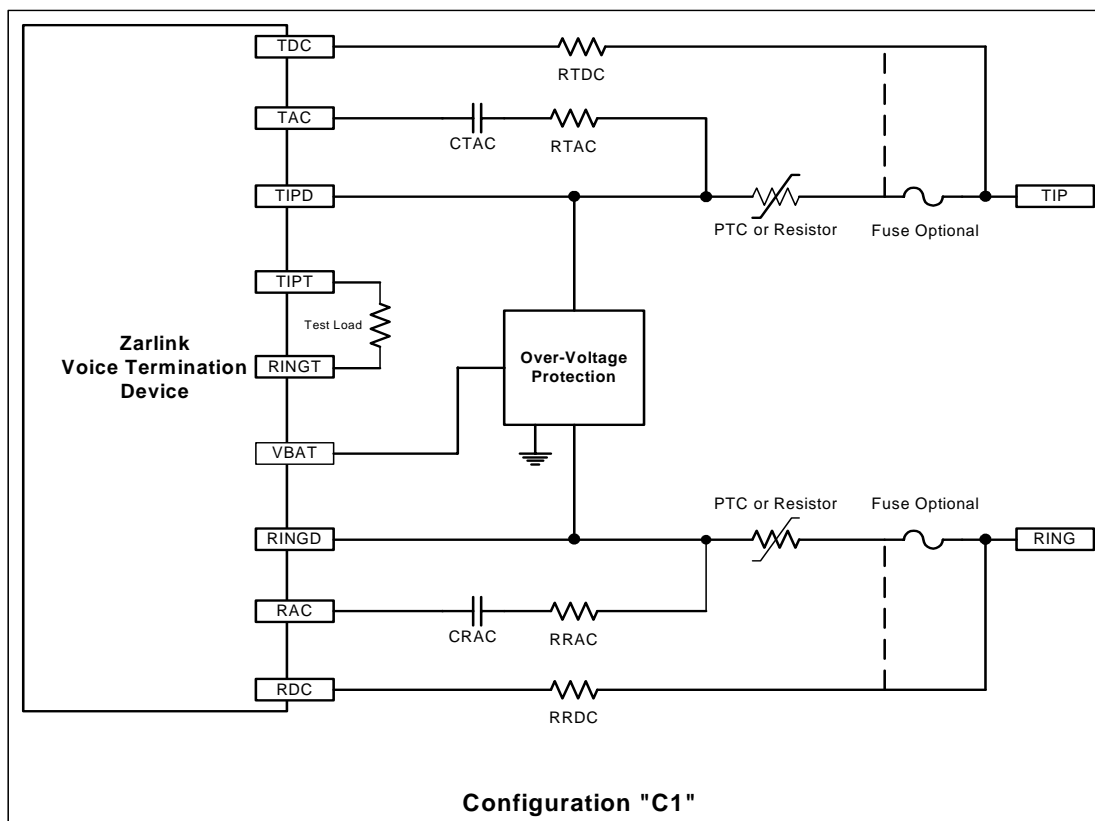 TDC
RTDC
TAC
CTAC
RTAC
TIPD
TIP
PTC or Resistor
Fuse Optional
TIPT
Test Load
Zarlink
Voice Termination
Device
RINGT
Over-Voltage
Protection
VBAT
PTC or Resistor
Fuse Optional
RINGD
RING
RAC
CRAC
RRAC
RDC
RRDC
Configuration "C1"